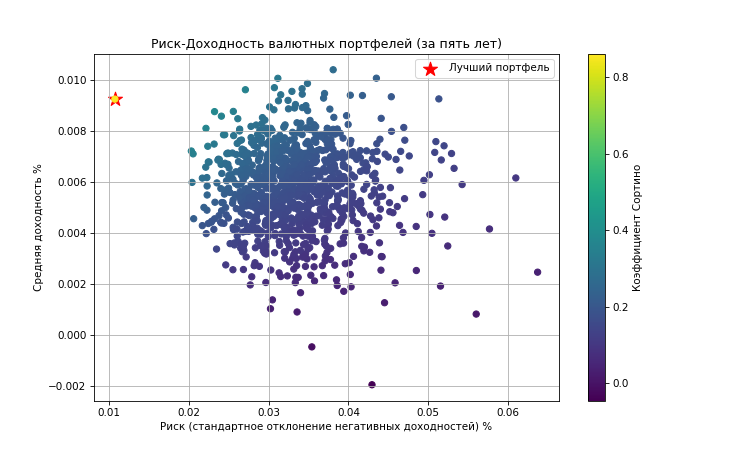 Риск-Доходность валютных портфелей (за пять лет)
Лучший портфель
Средняя доходность %
0.010
0.008
0.006
0.004
0.002
0.000
−0.002
0.01 0.02 0.03 0.04 0.05 0.06
Риск (стандартное отклонение негативных доходностей) %
0.8
0.6
0.4
0.2
0.0
Коэффициент Сортино